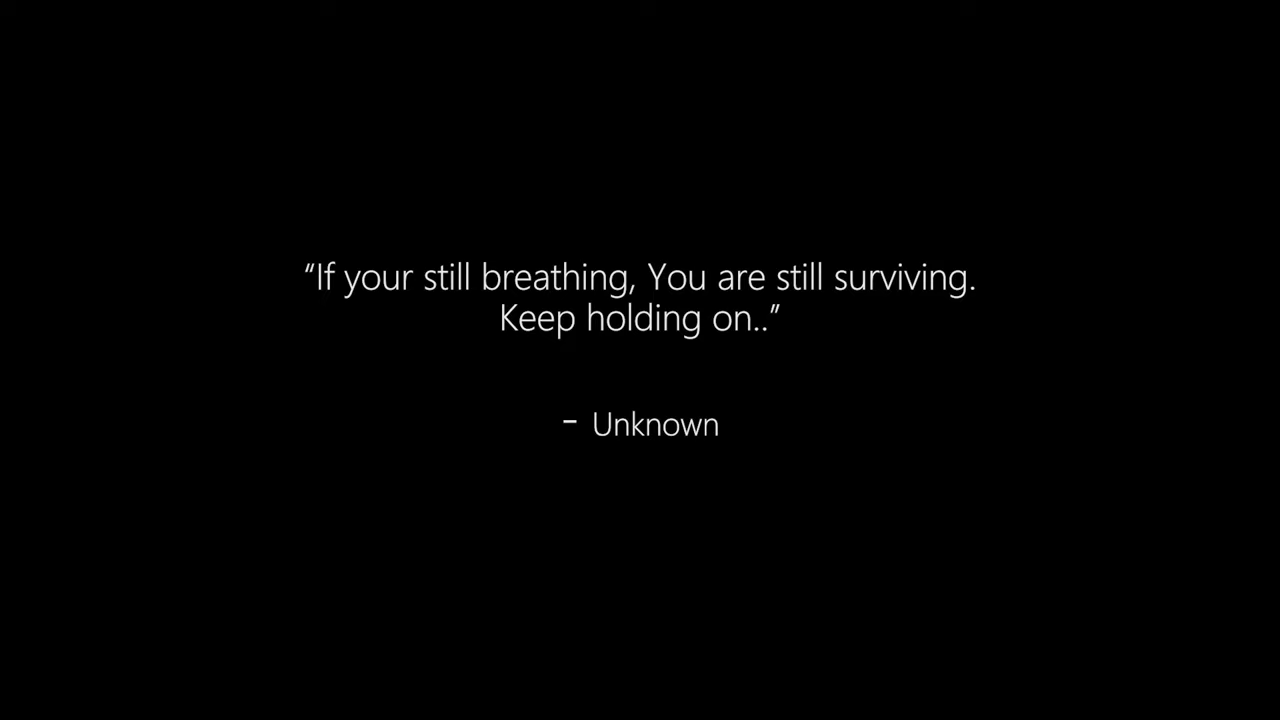 “If your still breathing, You are still surviving.
Keep holding on..”
- Unknown